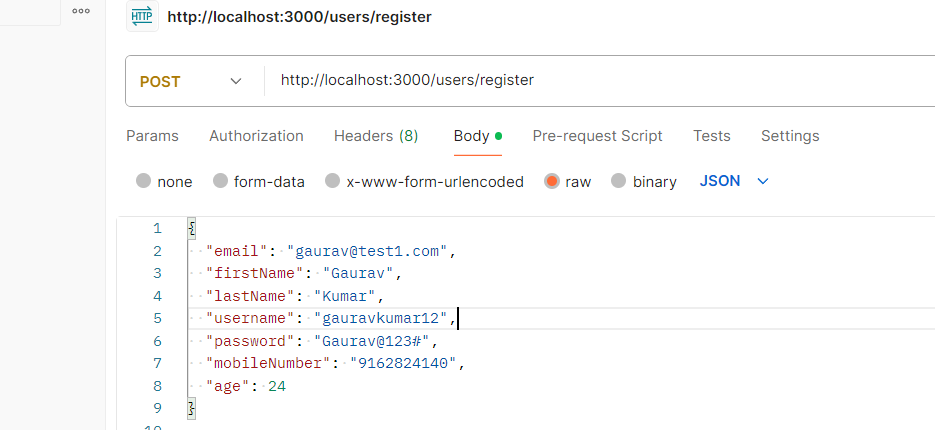 HTTP http://localhost:3000/users/register
POST http://localhost:3000/users/register
Params Authorization Headers (8) Body Pre-request Script Tests Settings
none form-data x-www-form-urlencoded raw binary JSON
1 {
2 "email": "gaurav@test1.com",
3 "firstName": "Gaurav",
4 "lastName": "Kumar",
5 "username": "gauravkumar12",
6 "password": "Gaurav@123#",
7 "mobileNumber": "9162824140",
8 "age": 24
9 }
10